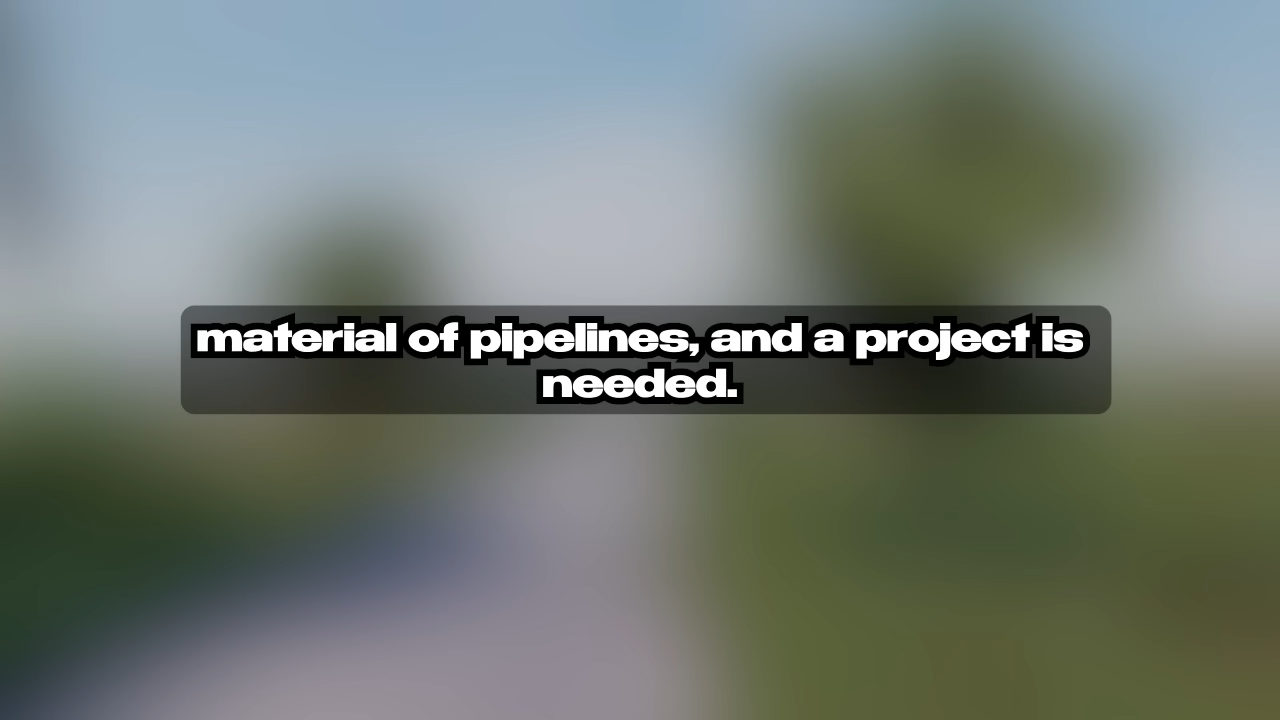 material of pipelines, and a project is
needed.